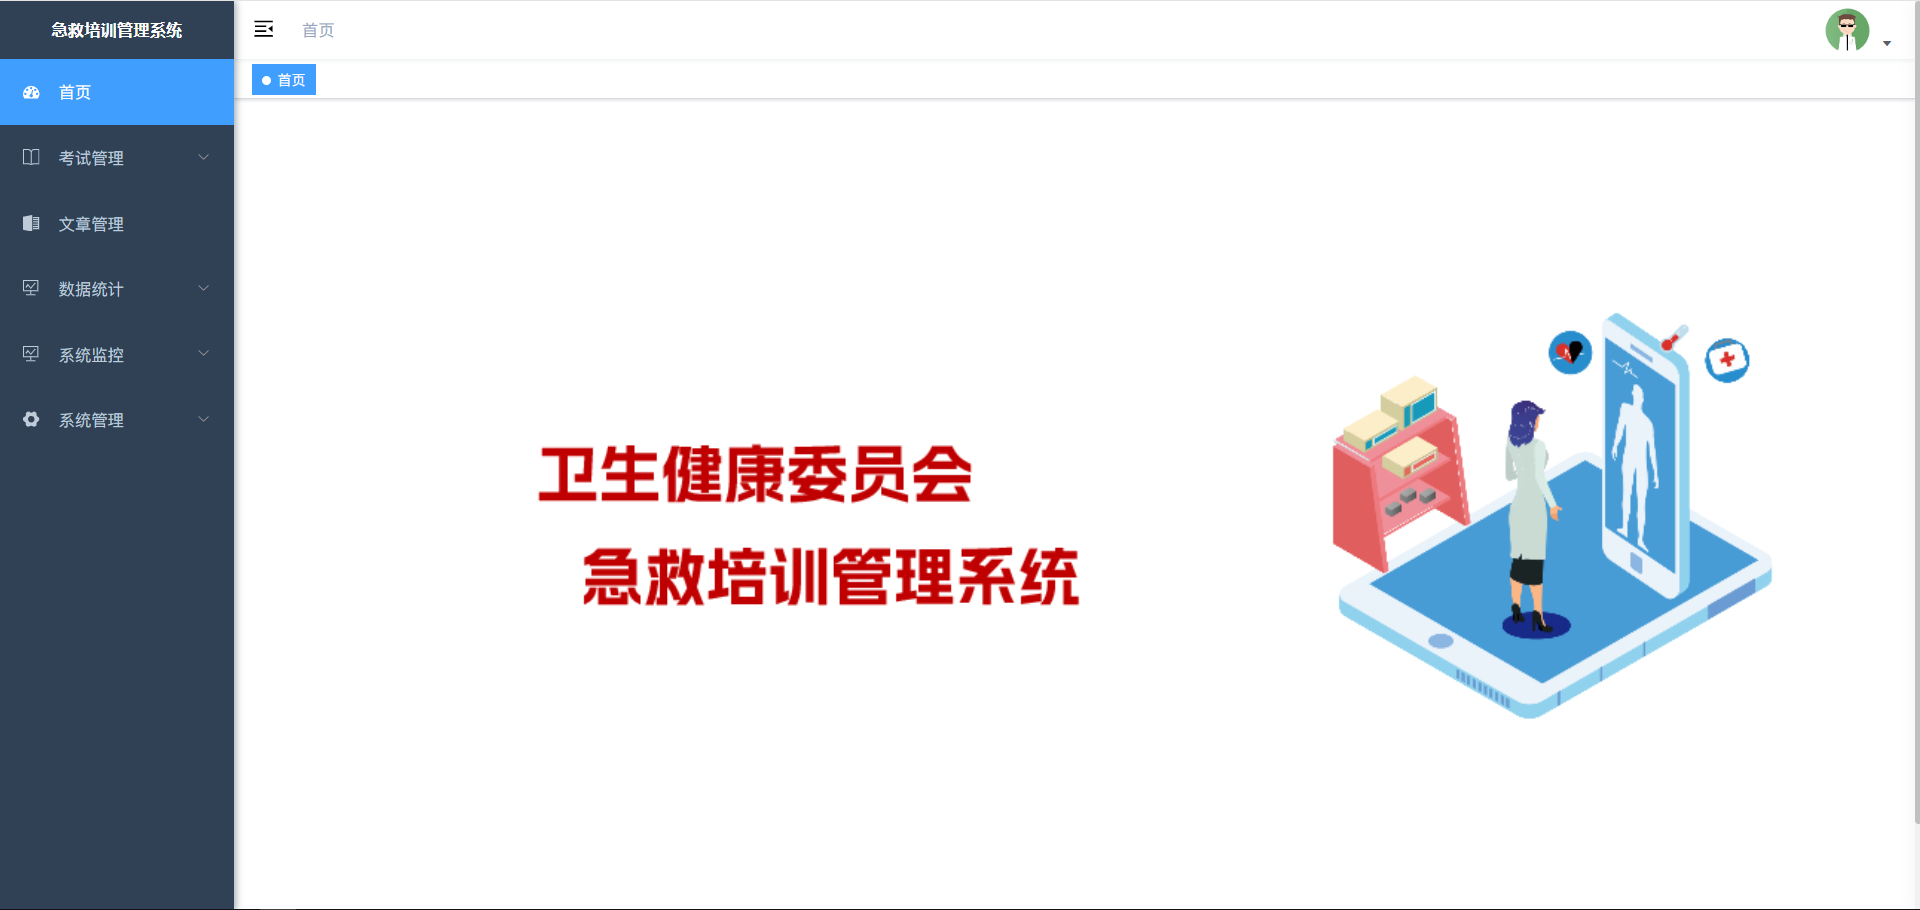 急救培训管理系统
首页
首页
首页
考试管理
文章管理
数据统计
系统监控
系统管理
卫生健康委员会
急救培训管理系统